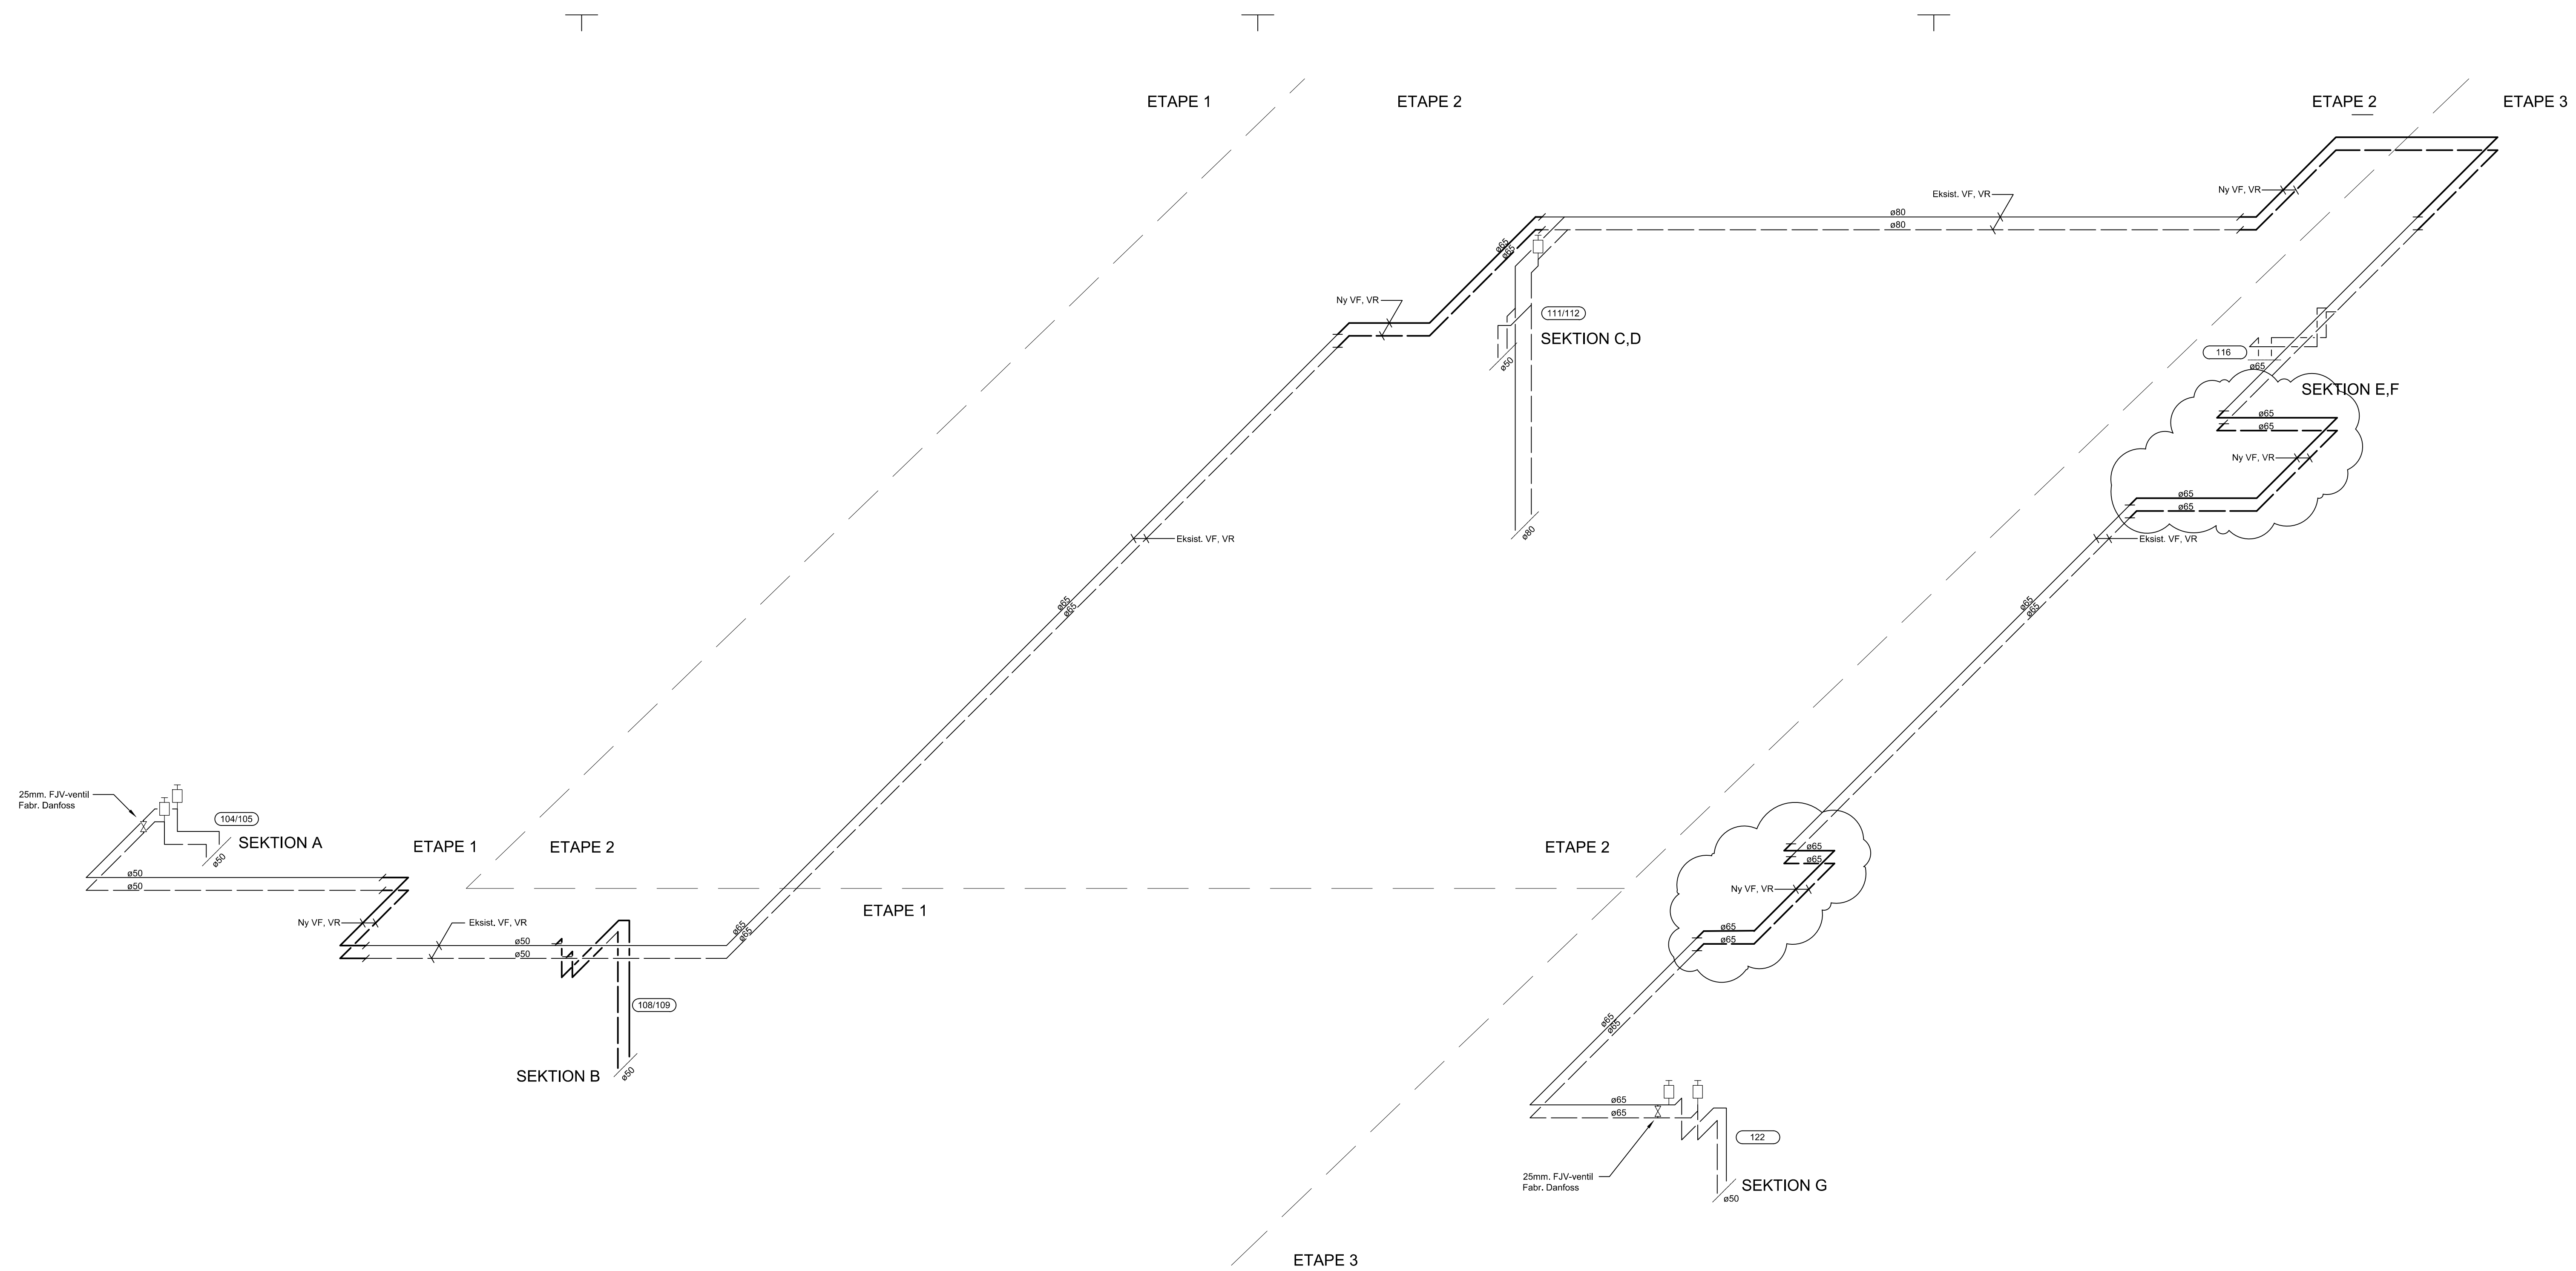 ETAPE 1
ETAPE 2
ETAPE 2
ETAPE 3
Ny VF, VR
Eksist. VF, VR
ø80
ø80
ø65
ø65
Ny VF, VR
111/112
SEKTION C,D
ø50
116
ø65
SEKTION E,F
ø65
ø65
Ny VF, VR
ø65
ø65
ø80
Eksist. VF, VR
Eksist. VF, VR
ø65
ø65
ø65
ø65
25mm. FJV-ventil
Fabr. Danfoss
104/105
SEKTION A
ø50
ETAPE 1
ETAPE 2
ETAPE 2
ø65
ø65
ø50
ø50
Ny VF, VR
ETAPE 1
Ny VF, VR
Eksist. VF, VR
ø50
ø50
ø65
ø65
ø65
ø65
108/109
ø65
ø65
SEKTION B
ø50
ø65
ø65
122
25mm. FJV-ventil
Fabr. Danfoss
SEKTION G
ø50
ETAPE 3